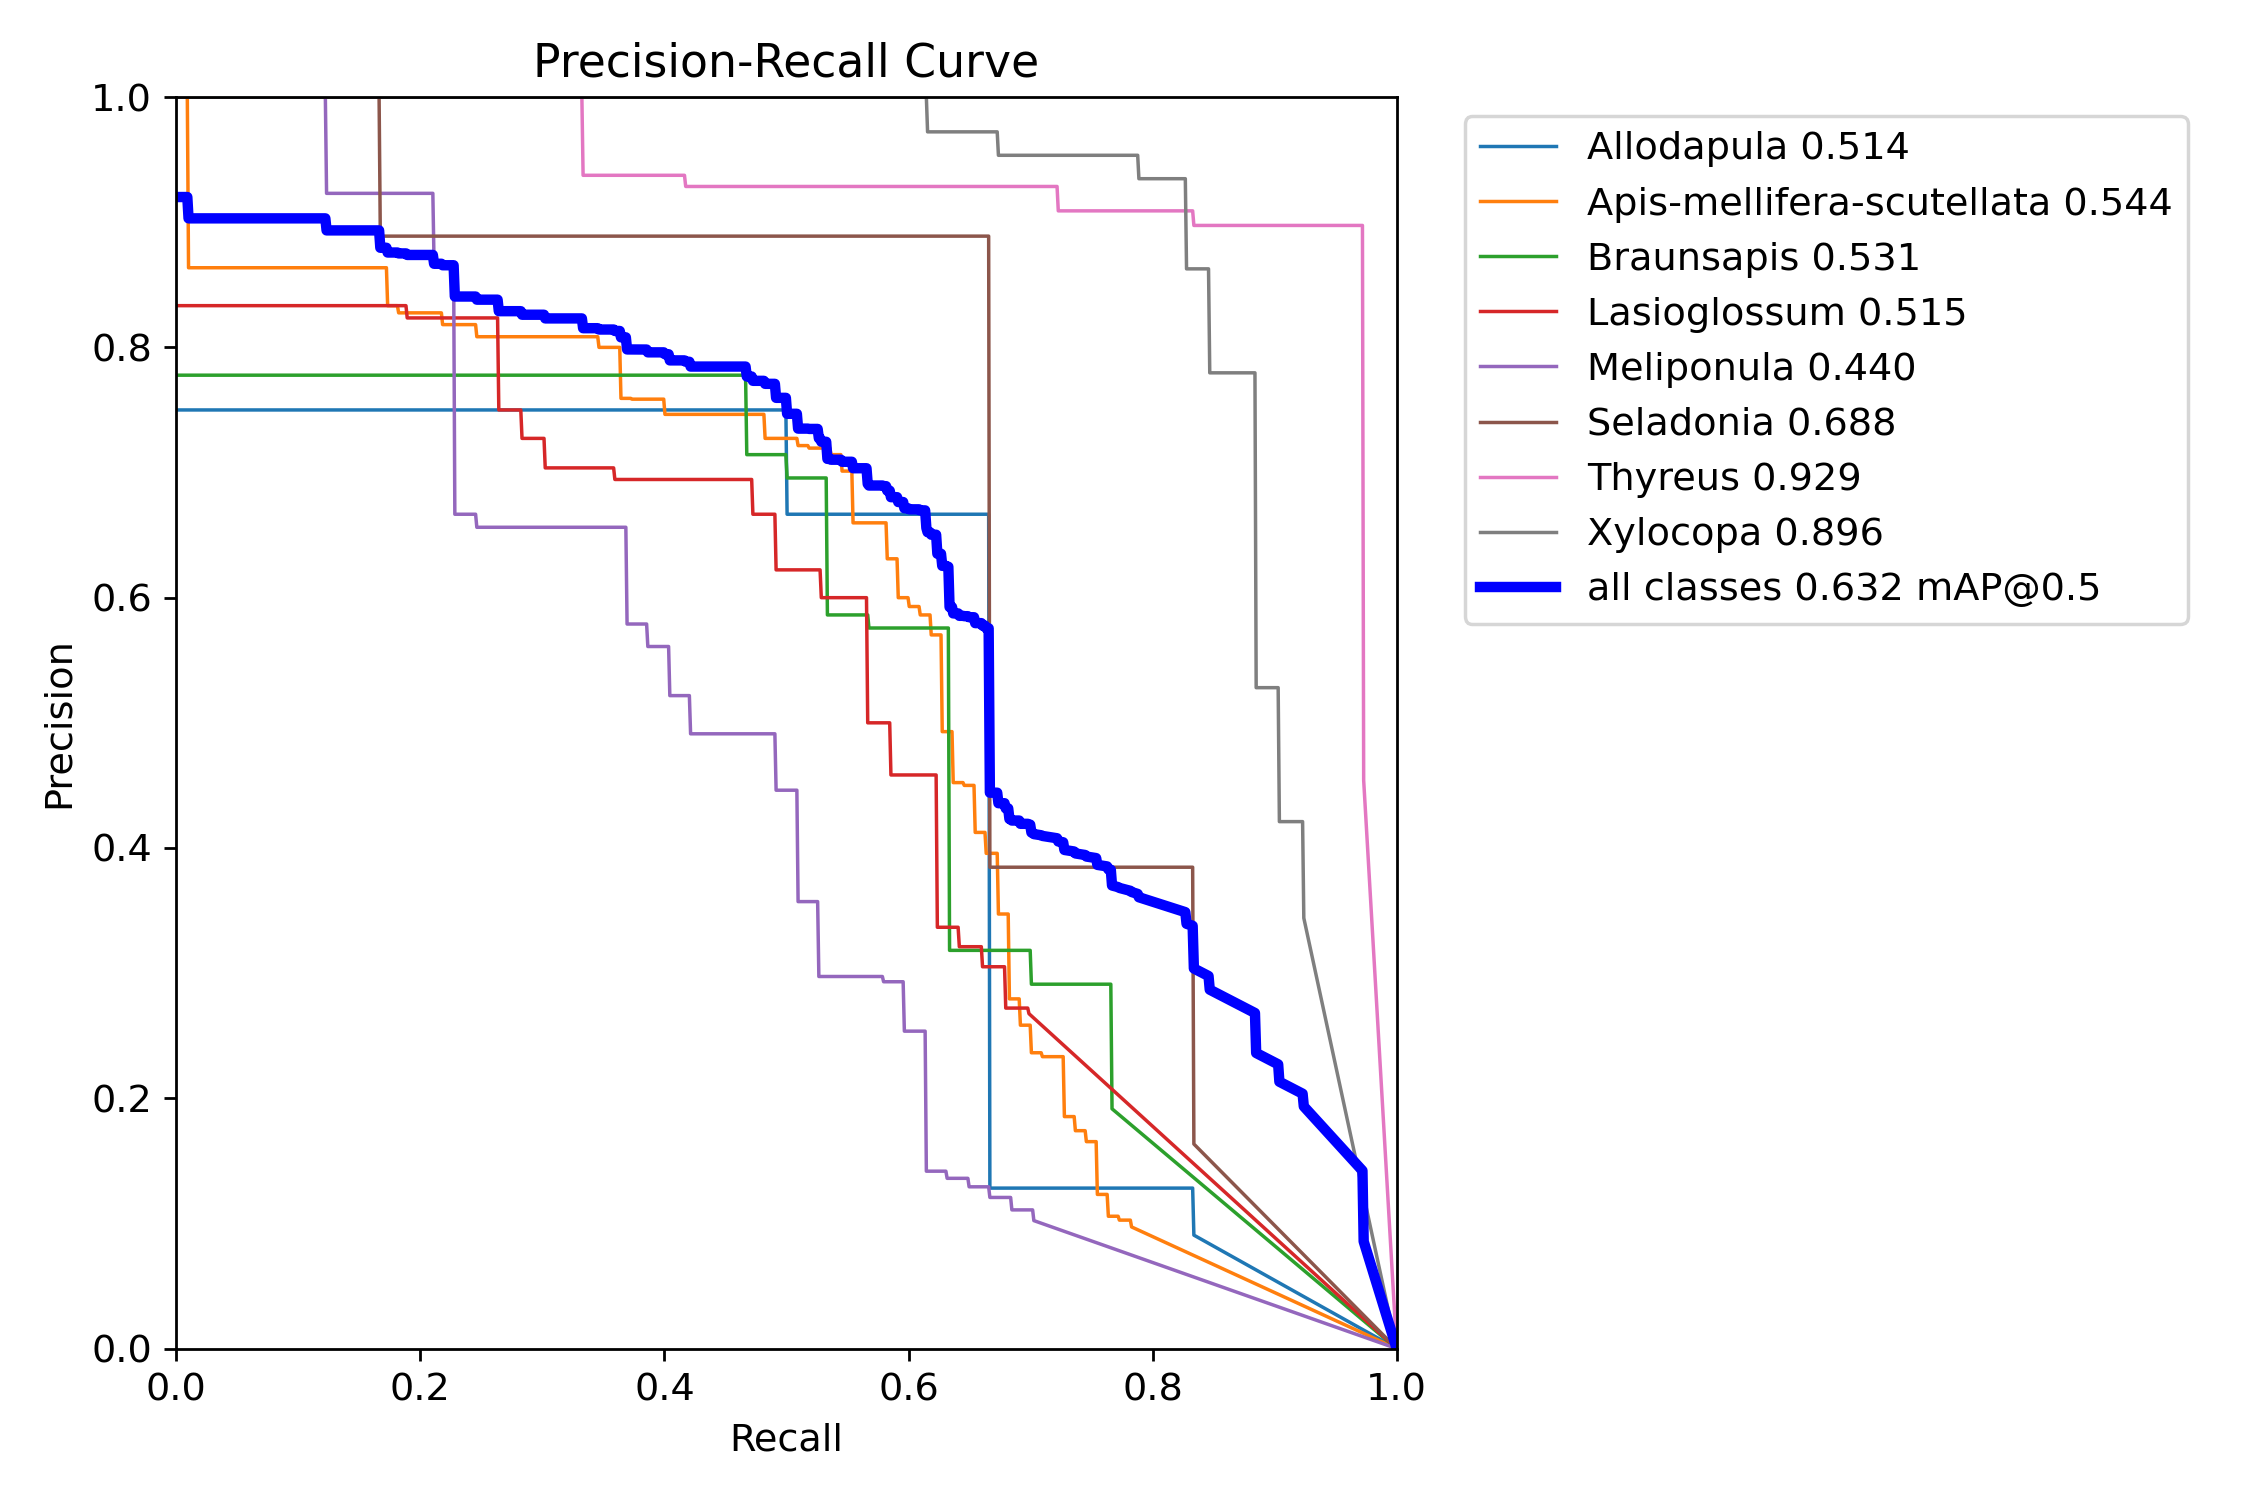 Precision-Recall Curve
1.0
0.8
0.6
0.4
0.2
0.0
Precision
0.0 0.2 0.4 0.6 0.8 1.0
Recall
Allodapula 0.514
Apis-mellifera-scutellata 0.544
Braunsapis 0.531
Lasioglossum 0.515
Meliponula 0.440
Seladonia 0.688
Thyreus 0.929
Xylocopa 0.896
all classes 0.632 mAP@0.5